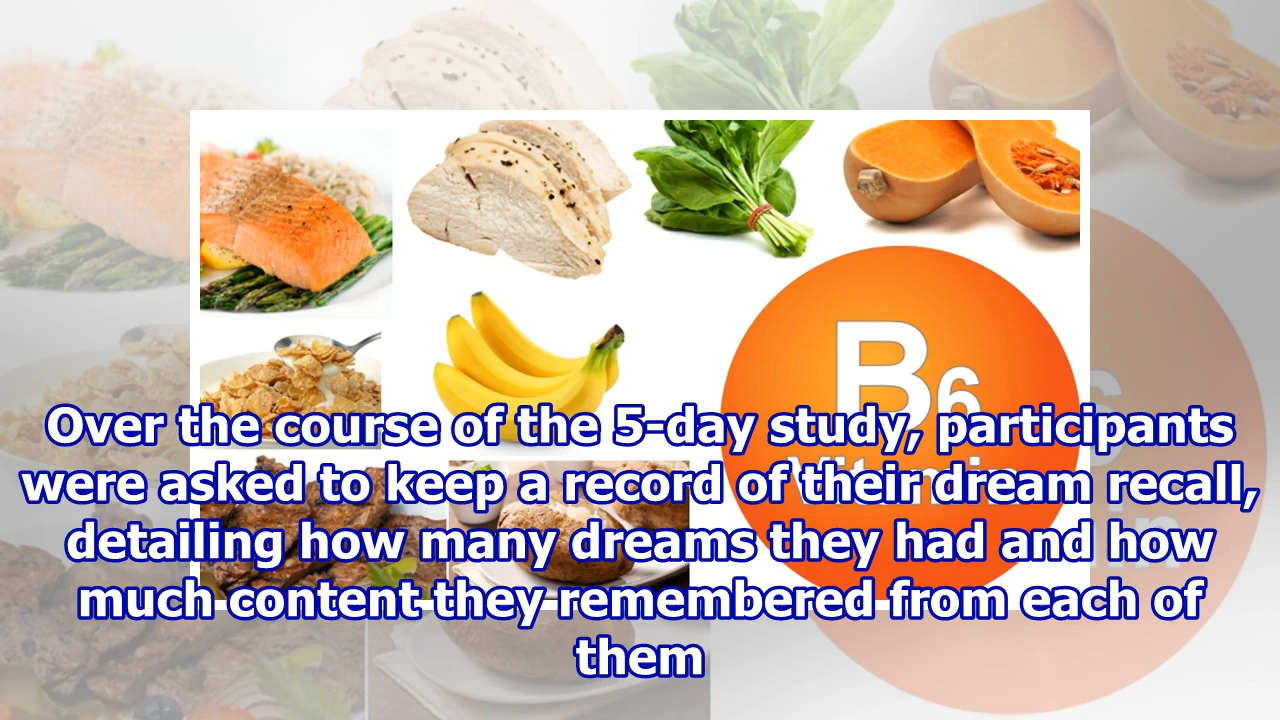 B6
Vitamin
Over the course of the 5-day study, participants
were asked to keep a record of their dream recall,
detailing how many dreams they had and how
much content they remembered from each of
them